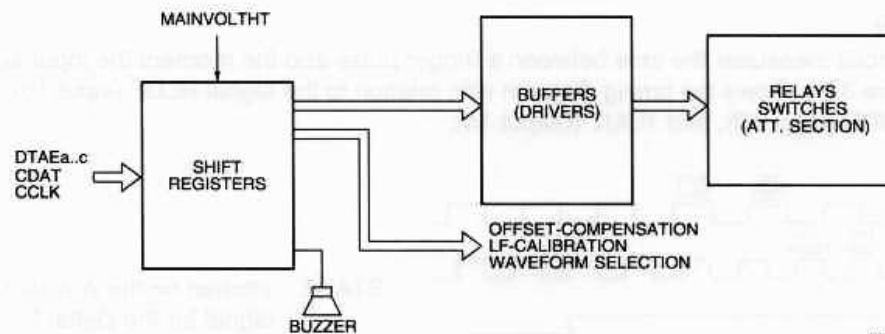 MAINVOLTHT
DTAEa..c
CDAT
CCLK
SHIFT
REGISTERS
BUFFERS
(DRIVERS)
RELAYS
SWITCHES
(ATT. SECTION)
OFFSET-COMPENSATION
LF-CALIBRATION
WAVEFORM SELECTION
BUZZER